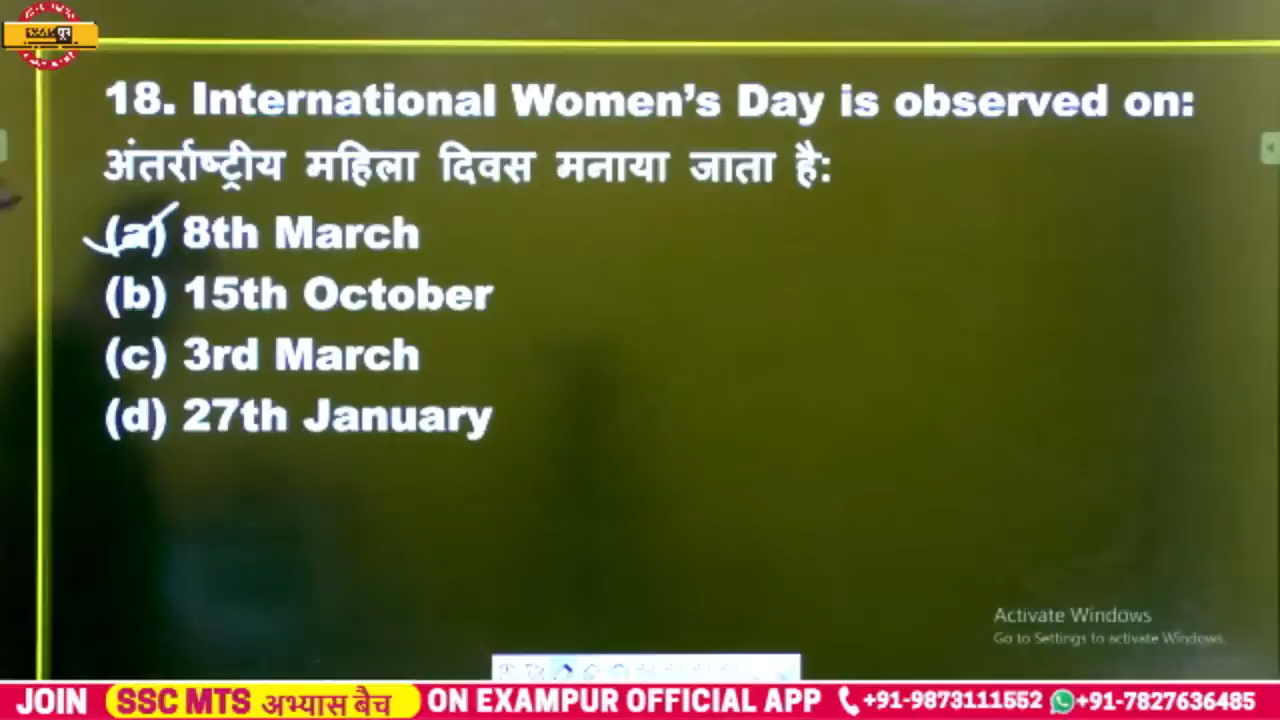 EXAM पुर
18. International Women's Day is observed on:
अंतर्राष्ट्रीय महिला दिवस मनाया जाता है:
(a) 8th March
(b) 15th October
(c) 3rd March
(d) 27th January
Activate Windows
Go to Settings to activate Windows.
JOIN SSC MTS अभ्यास बैच ON EXAMPUR OFFICIAL APP +91-9873111552 +91-7827636485